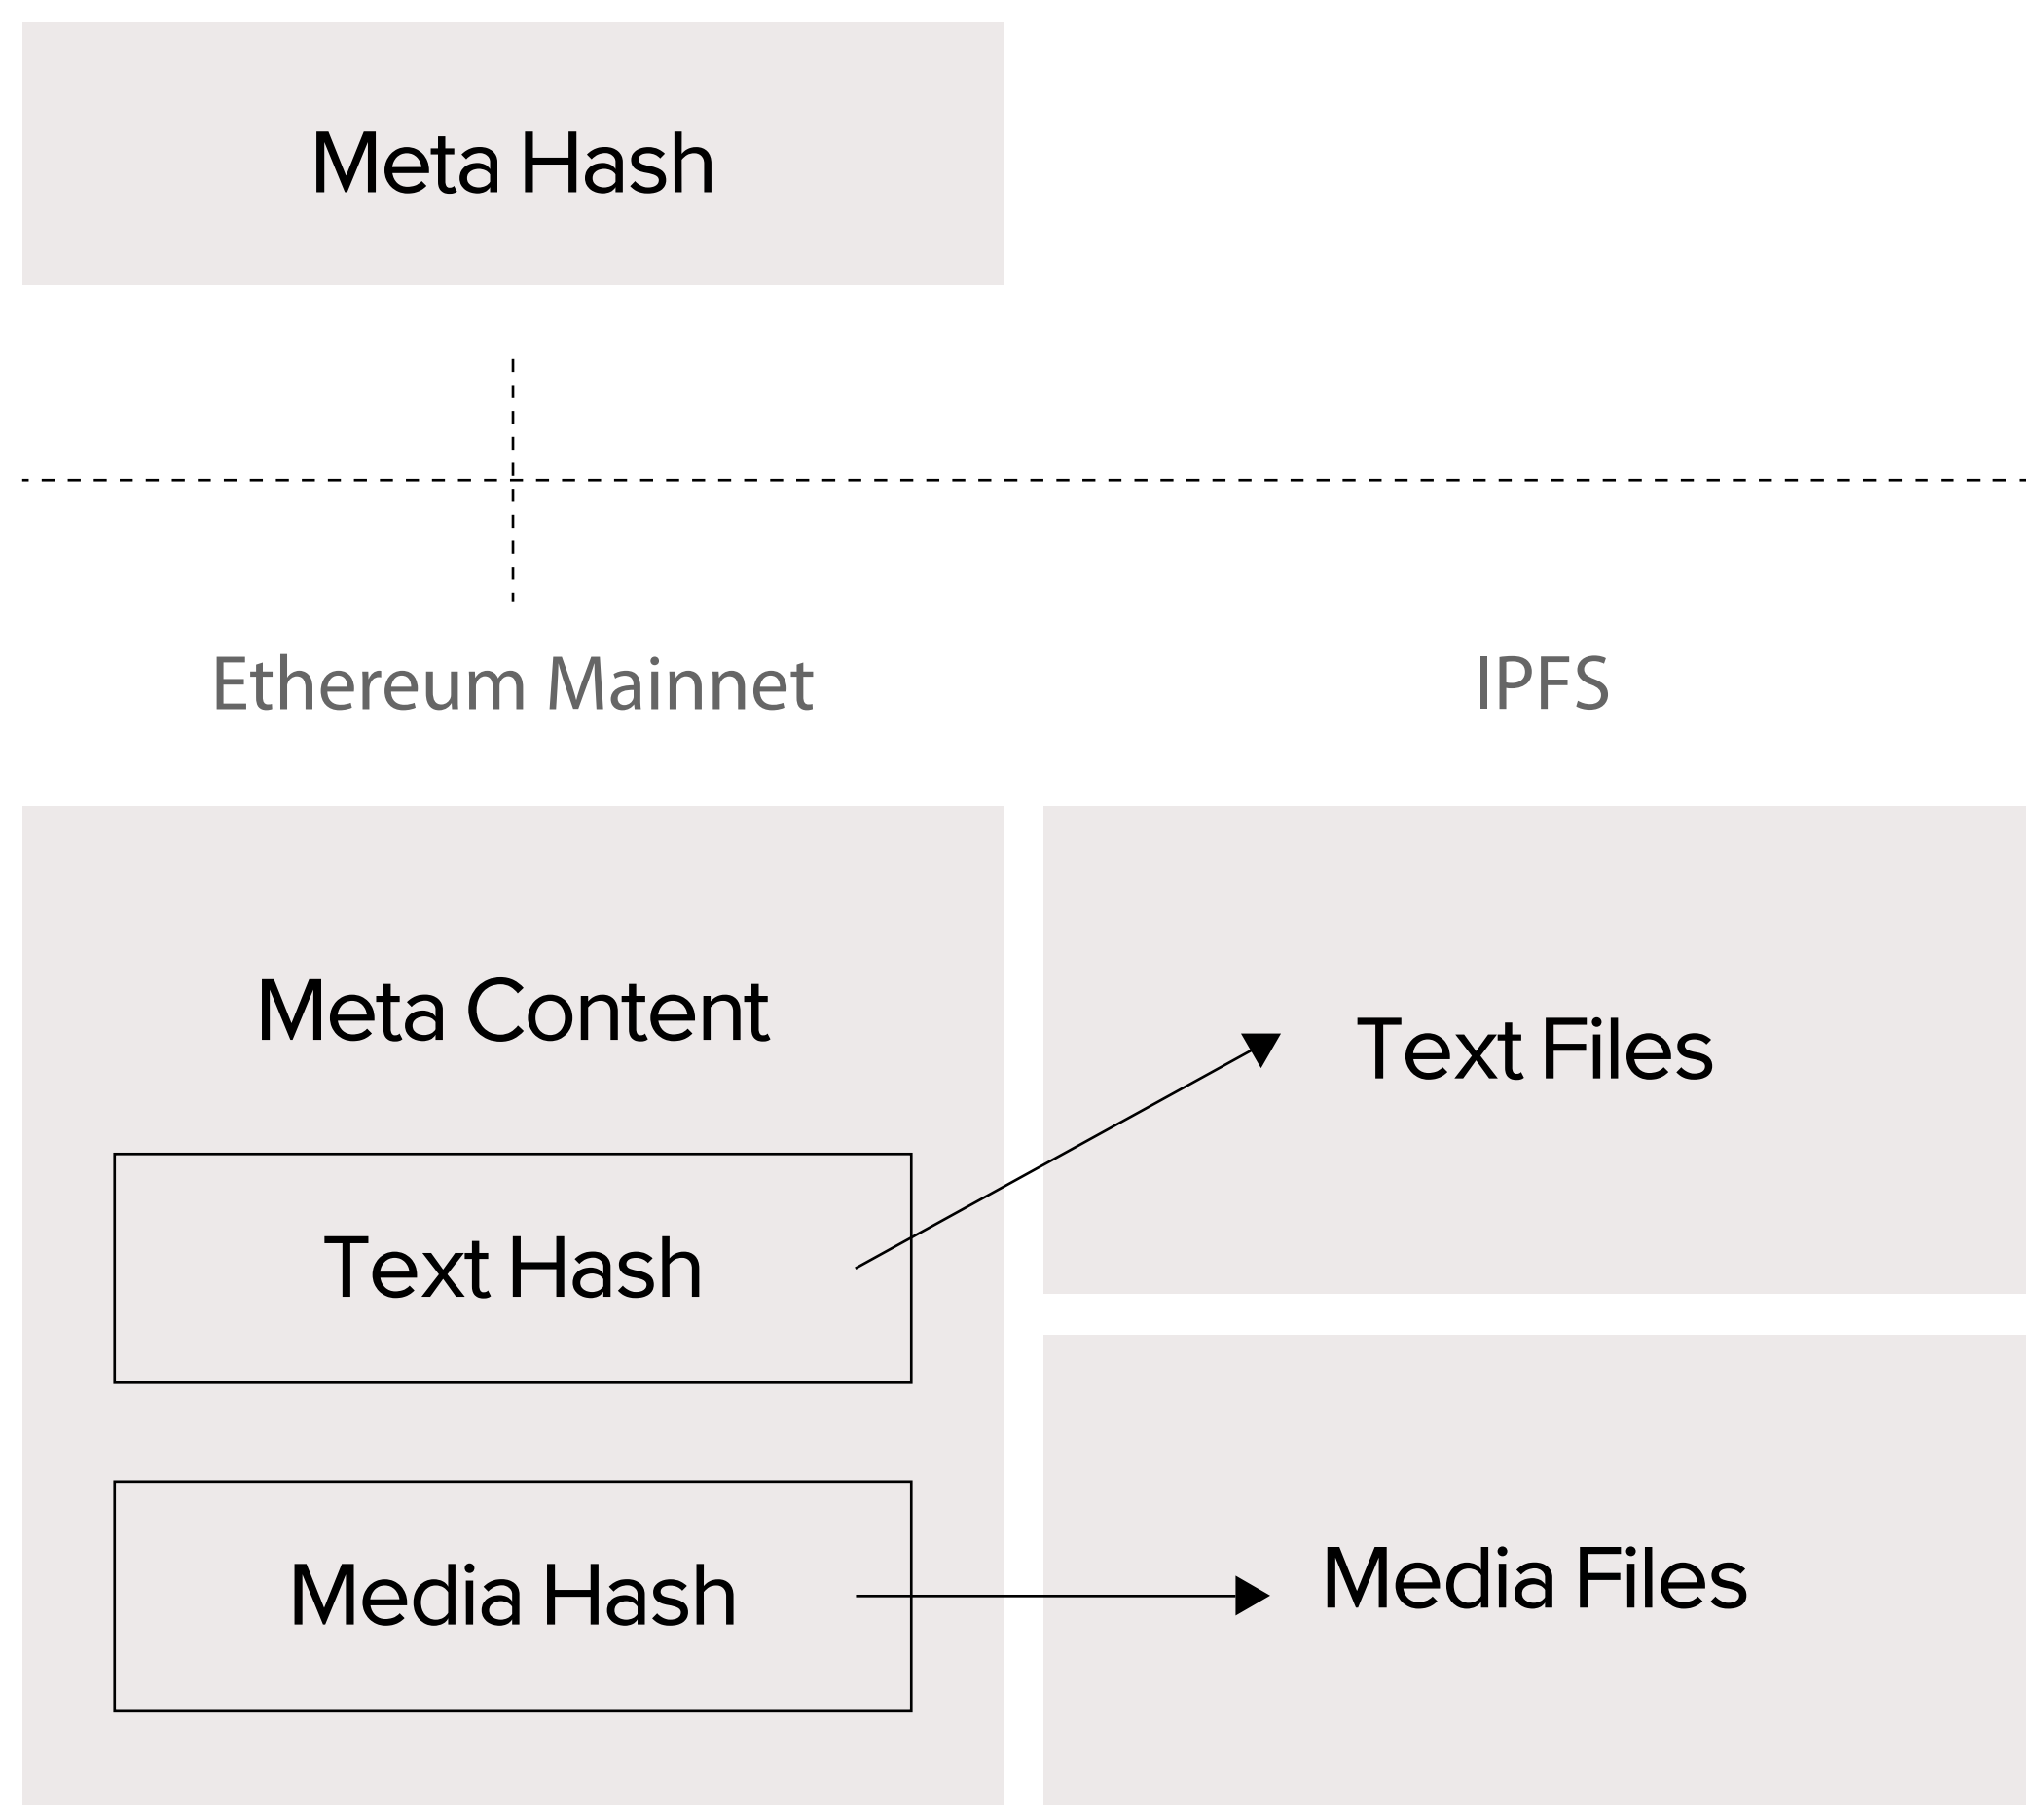 Meta Hash
Ethereum Mainnet
IPFS
Meta Content
Text Hash
Media Hash
Text Files
Media Files